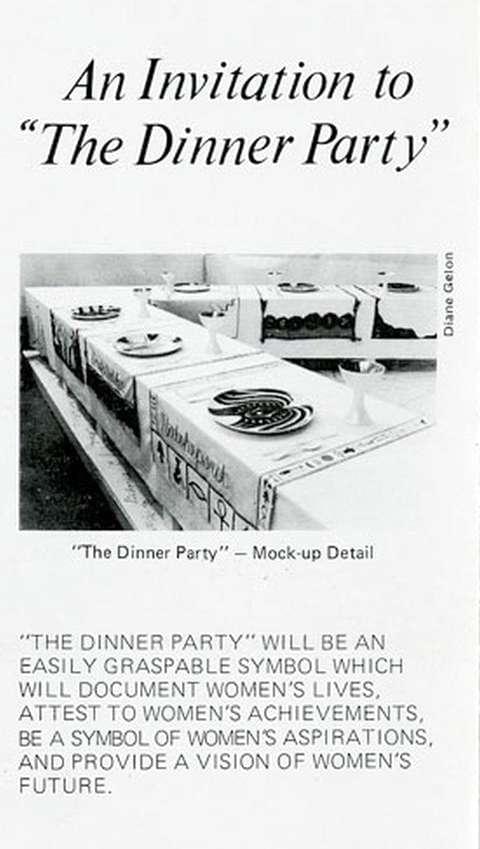 An Invitation to
“The Dinner Party”
Diane Gelon
Hatshepsut
“The Dinner Party” — Mock-up Detail
“THE DINNER PARTY” WILL BE AN
EASILY GRASPABLE SYMBOL WHICH
WILL DOCUMENT WOMEN’S LIVES,
ATTEST TO WOMEN’S ACHIEVEMENTS,
BE A SYMBOL OF WOMEN’S ASPIRATIONS,
AND PROVIDE A VISION OF WOMEN’S
FUTURE.